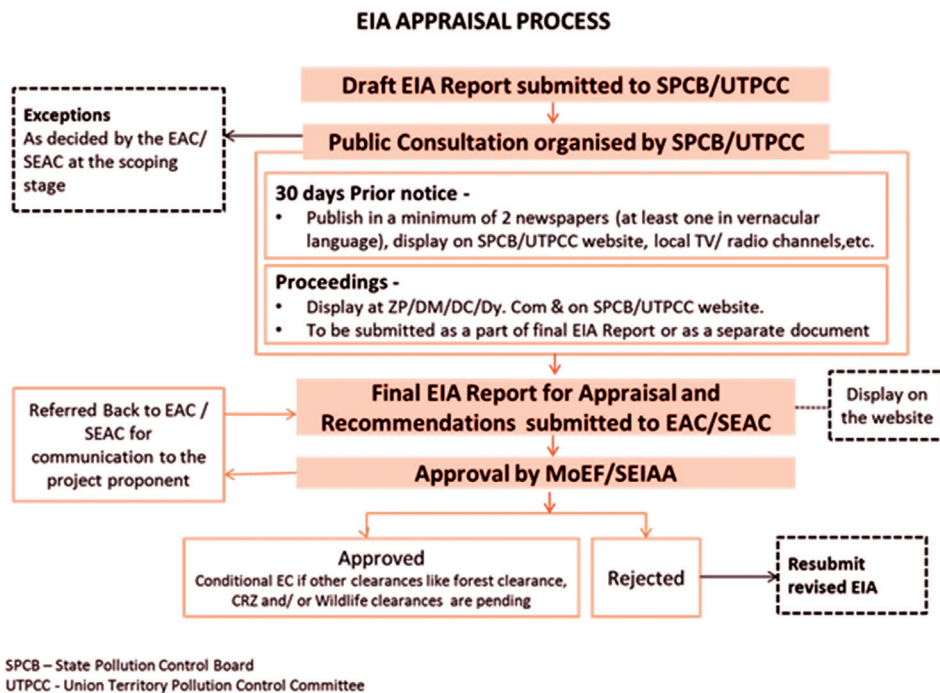 EIA APPRAISAL PROCESS
Draft EIA Report submitted to SPCB/UTPCC
Exceptions
As decided by the EAC/
SEAC at the scoping
stage
Public Consultation organised by SPCB/UTPCC
30 days Prior notice -
• Publish in a minimum of 2 newspapers (at least one in vernacular
language), display on SPCB/UTPCC website, local TV/ radio channels,etc.
Proceedings -
• Display at ZP/DM/DC/Dy. Com & on SPCB/UTPCC website.
• To be submitted as a part of final EIA Report or as a separate document
Final EIA Report for Appraisal and
Recommendations submitted to EAC/SEAC
Display on
the website
Referred Back to EAC /
SEAC for
communication to the
project proponent
Approval by MoEF/SEIAA
Approved
Conditional EC if other clearances like forest clearance,
CRZ and/ or Wildlife clearances are pending
Rejected
Resubmit
revised EIA
SPCB – State Pollution Control Board
UTPCC - Union Territory Pollution Control Committee